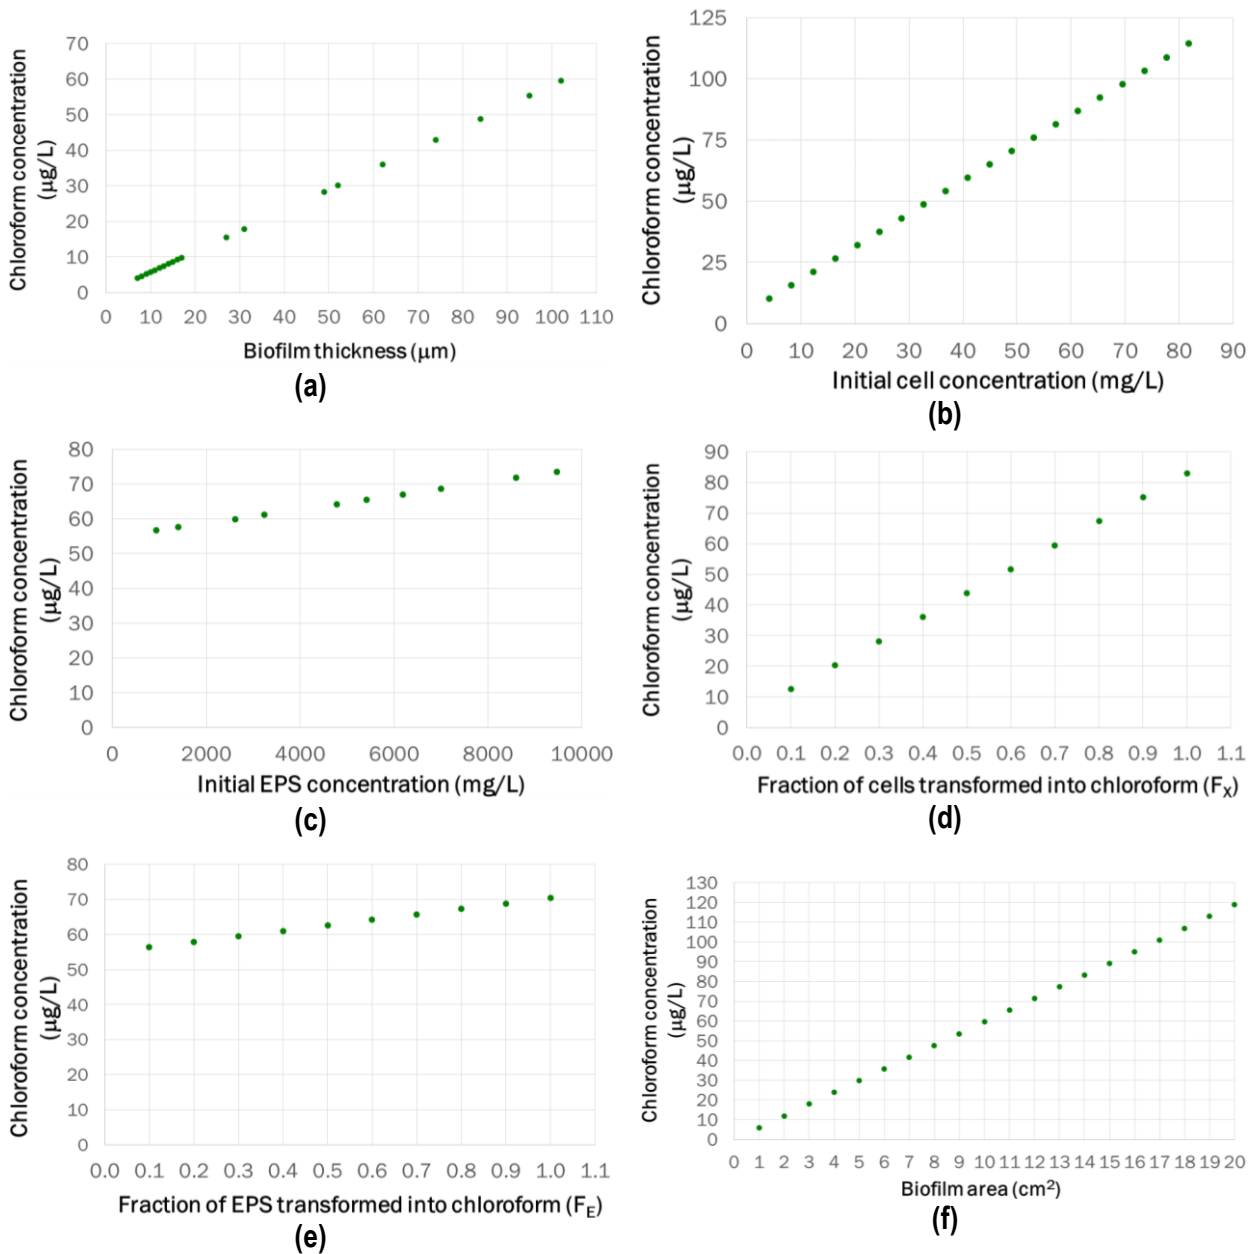 Chloroform concentration
(μg/L)
70
60
50
40
30
20
10
0
0 10 20 30 40 50 60 70 80 90 100 110
Biofilm thickness (μm)
(a)
Chloroform concentration
(μg/L)
125
100
75
50
25
0
0 10 20 30 40 50 60 70 80 90
Initial cell concentration (mg/L)
(b)
Chloroform concentration
(μg/L)
80
70
60
50
40
30
20
10
0
0 2000 4000 6000 8000 10000
Initial EPS concentration (mg/L)
(c)
Chloroform concentration
(μg/L)
90
80
70
60
50
40
30
20
10
0
0.0 0.1 0.2 0.3 0.4 0.5 0.6 0.7 0.8 0.9 1.0 1.1
Fraction of cells transformed into chloroform (Fₓ)
(d)
Chloroform concentration
(μg/L)
80
70
60
50
40
30
20
10
0
0.0 0.1 0.2 0.3 0.4 0.5 0.6 0.7 0.8 0.9 1.0 1.1
Fraction of EPS transformed into chloroform (F_E)
(e)
Chloroform concentration
(μg/L)
130
120
110
100
90
80
70
60
50
40
30
20
10
0
0 1 2 3 4 5 6 7 8 9 10 11 12 13 14 15 16 17 18 19 20
Biofilm area (cm²)
(f)